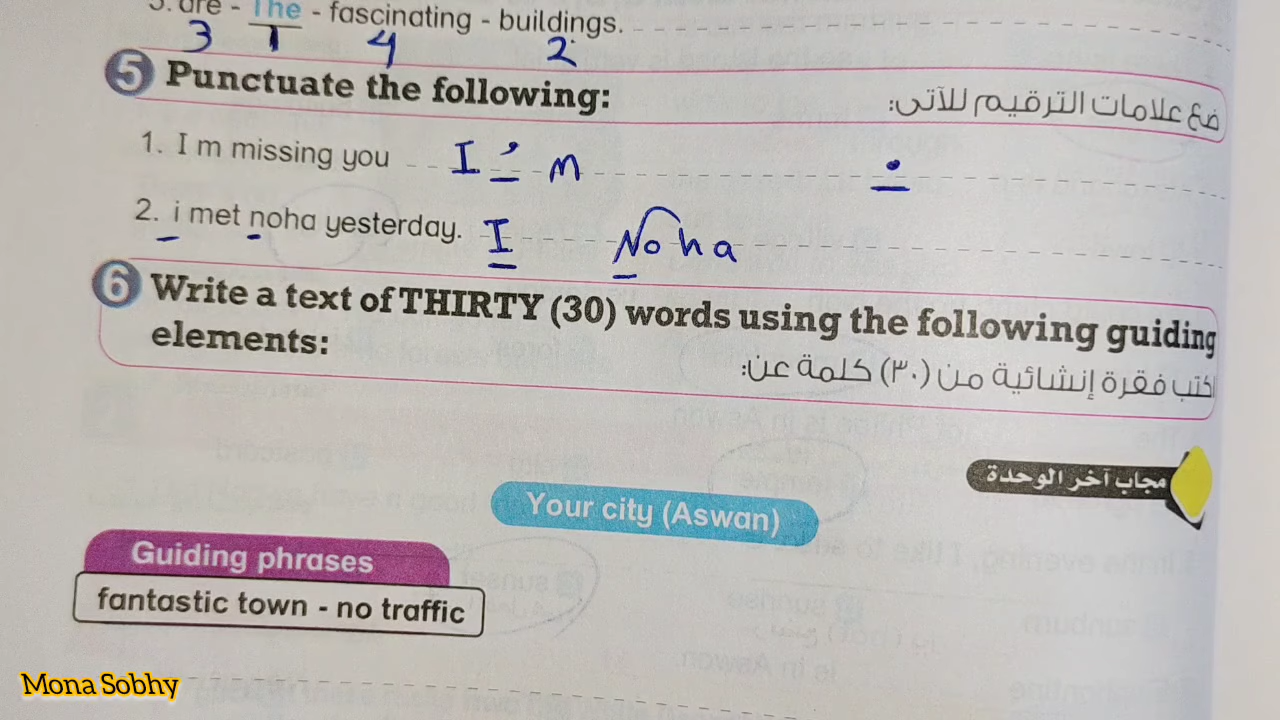 5. are - The - fascinating - buildings.
3 1 4 2
5 Punctuate the following:
ضع علامات الترقيم للآتى:
1. I m missing you I ' m .
2. i met noha yesterday. I Noha
6 Write a text of THIRTY (30) words using the following guiding
elements:
اكتب فقرة إنشائية من (٣٠) كلمة عن:
مجاب آخر الوحدة
Your city (Aswan)
Guiding phrases
fantastic town - no traffic
Mona Sobhy